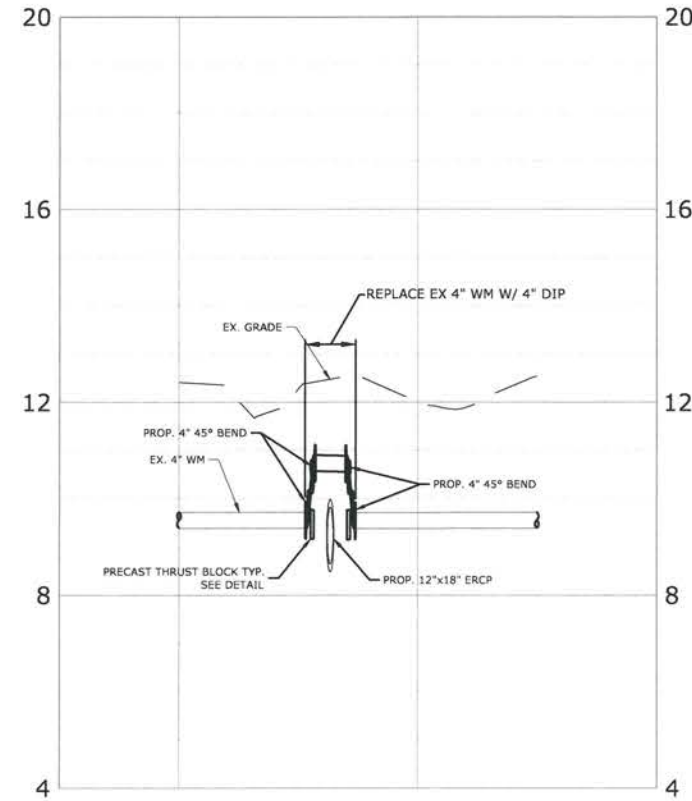 20
20
16
16
REPLACE EX 4" WM W/ 4" DIP
EX. GRADE
12
12
PROP. 4" 45° BEND
EX. 4" WM
PROP. 4" 45° BEND
PRECAST THRUST BLOCK TYP.
SEE DETAIL
PROP. 12"x18" ERCP
8
8
4
4